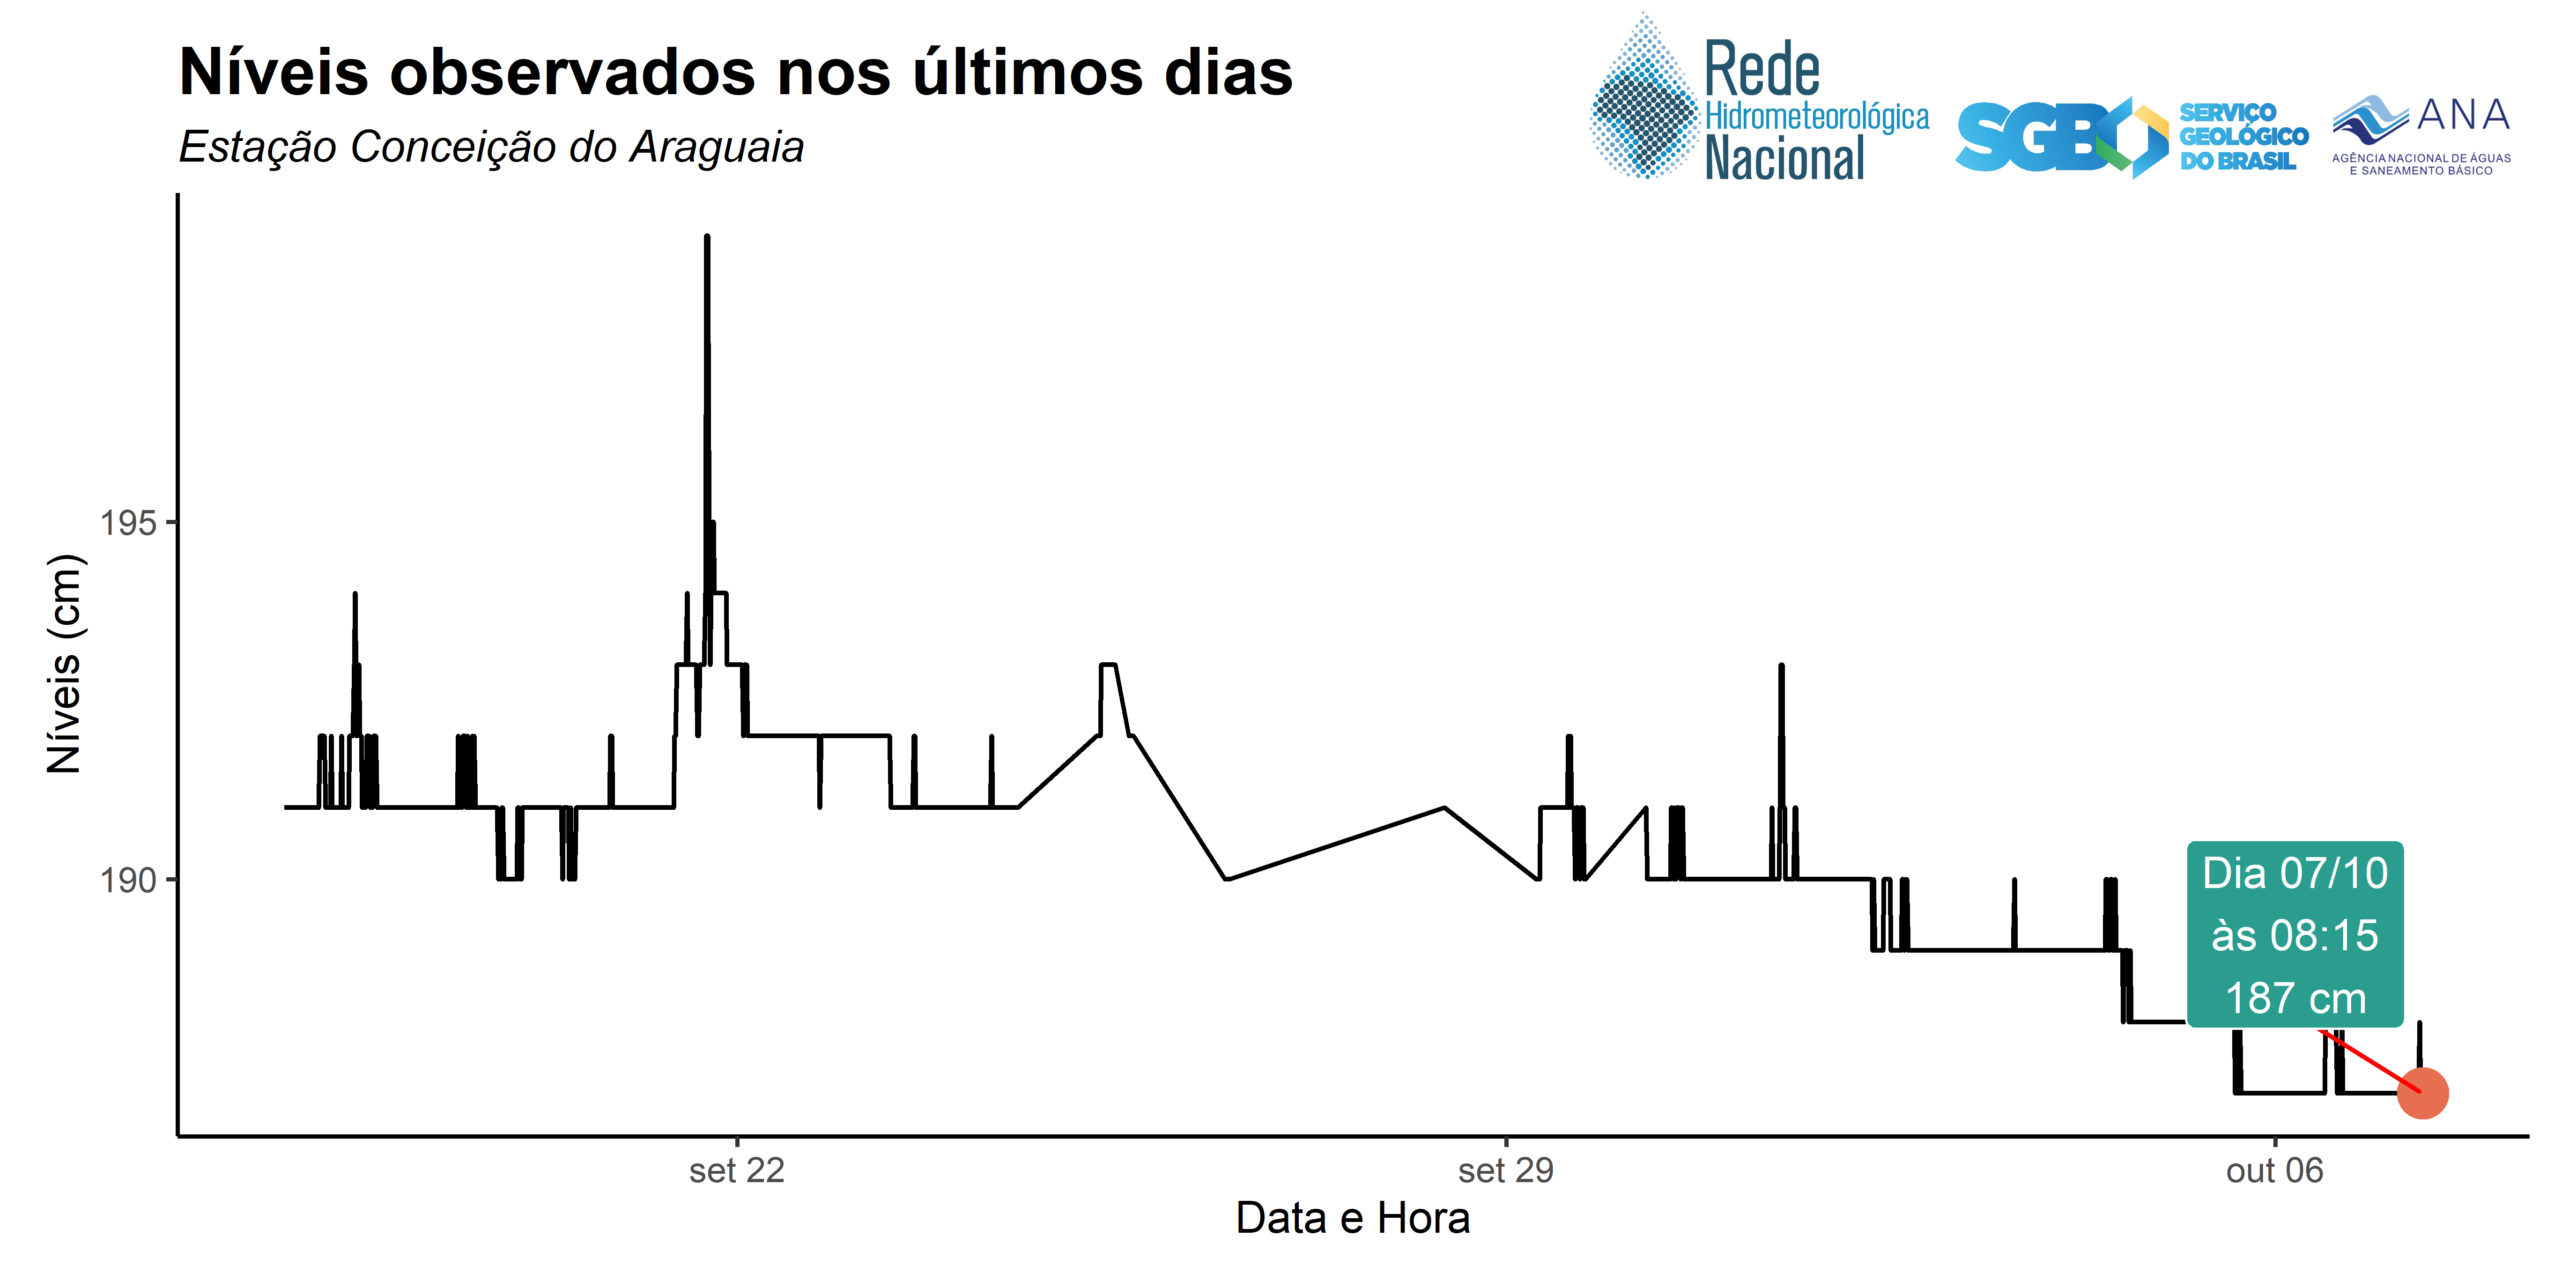 Níveis observados nos últimos dias
Estação Conceição do Araguaia
Rede
Hidrometeorológica
Nacional
SGB
SERVIÇO
GEOLÓGICO
DO BRASIL
ANA
AGÊNCIA NACIONAL DE ÁGUAS
E SANEAMENTO BÁSICO
Níveis (cm)
195
190
Dia 07/10
às 08:15
187 cm
set 22
set 29
out 06
Data e Hora